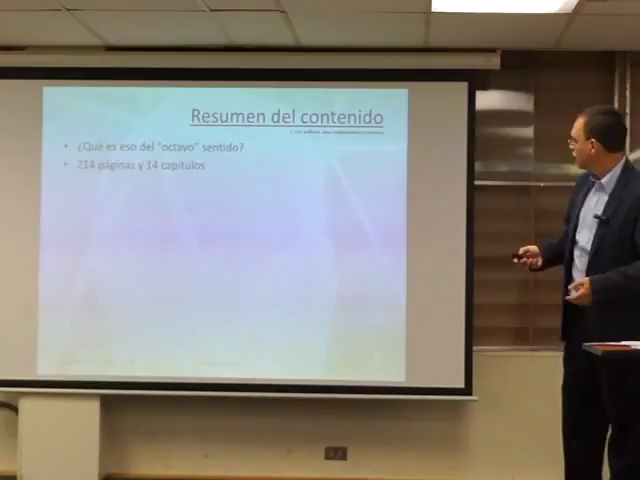 Resumen del contenido
• ¿Qué es eso del "octavo" sentido?
• 214 páginas y 14 capítulos